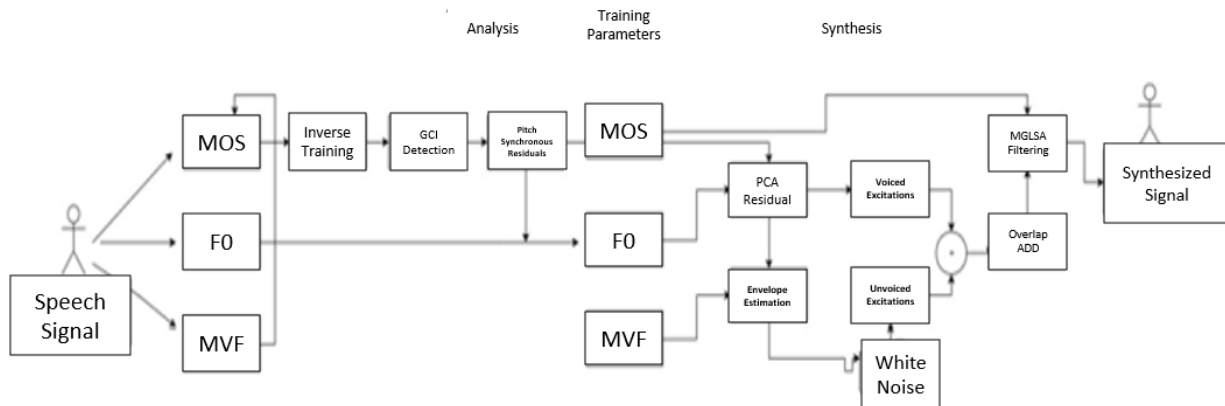 Analysis
Training
Parameters
Synthesis
MOS
Inverse
Training
GCI
Detection
Pitch
Synchronous
Residuals
MOS
MGLSA
Filtering
Synthesized
Signal
PCA
Residual
Voiced
Excitations
Speech
Signal
F0
F0
Overlap
ADD
MVF
MVF
Envelope
Estimation
Unvoiced
Excitations
White
Noise